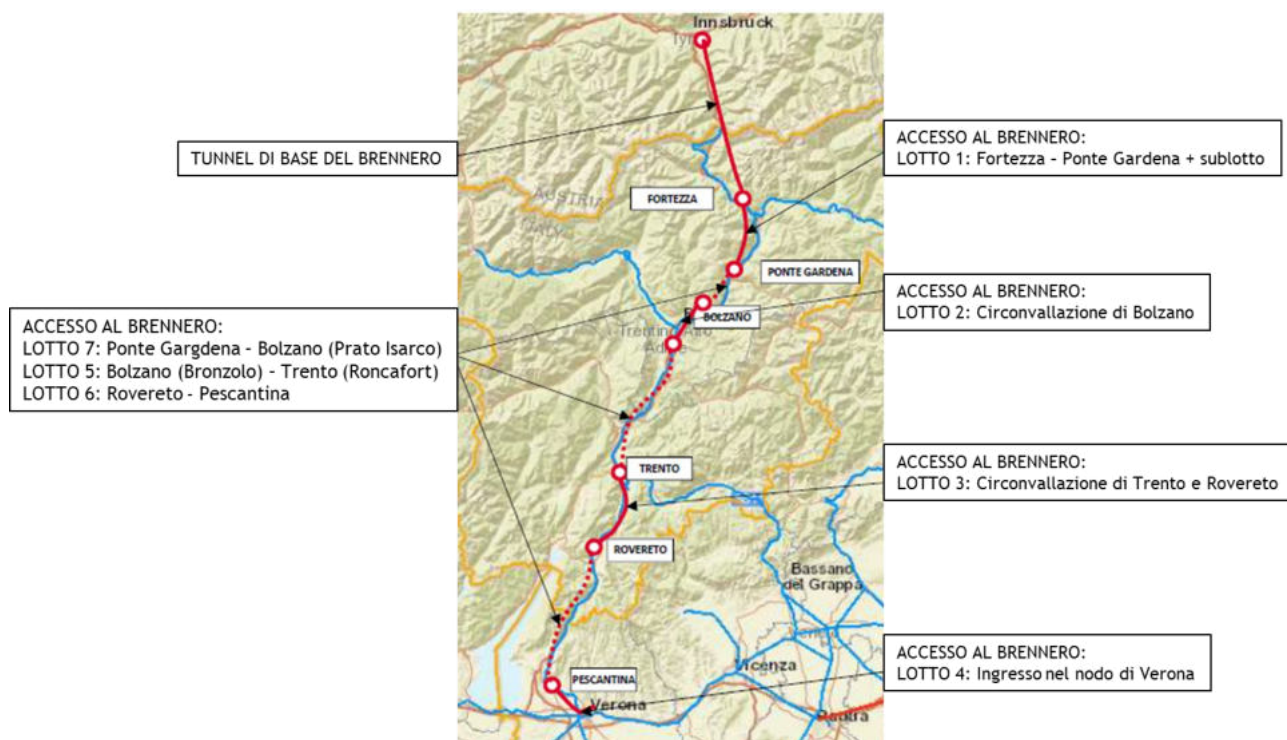 Innsbruck
TUNNEL DI BASE DEL BRENNERO
ACCESSO AL BRENNERO:
LOTTO 1: Fortezza – Ponte Gardena + sublotto
AUSTRIA
ITALY
FORTEZZA
PONTE GARDENA
ACCESSO AL BRENNERO:
LOTTO 2: Circonvallazione di Bolzano
BOLZANO
Trentino-Alto
ACCESSO AL BRENNERO:
LOTTO 7: Ponte Gargdena – Bolzano (Prato Isarco)
LOTTO 5: Bolzano (Bronzolo) – Trento (Roncafort)
LOTTO 6: Rovereto - Pescantina
TRENTO
ACCESSO AL BRENNERO:
LOTTO 3: Circonvallazione di Trento e Rovereto
ROVERETO
Bassano
del Grappa
Vicenza
ACCESSO AL BRENNERO:
LOTTO 4: Ingresso nel nodo di Verona
PESCANTINA
Verona